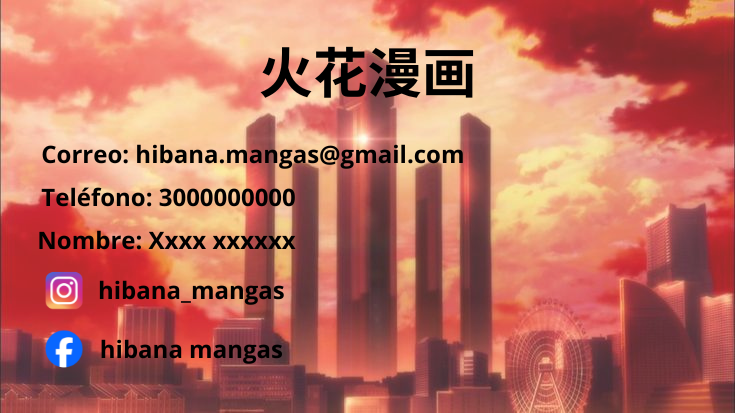 火花漫画
Correo: hibana.mangas@gmail.com
Teléfono: 3000000000
Nombre: Xxxx xxxxxx
hibana_mangas
hibana mangas